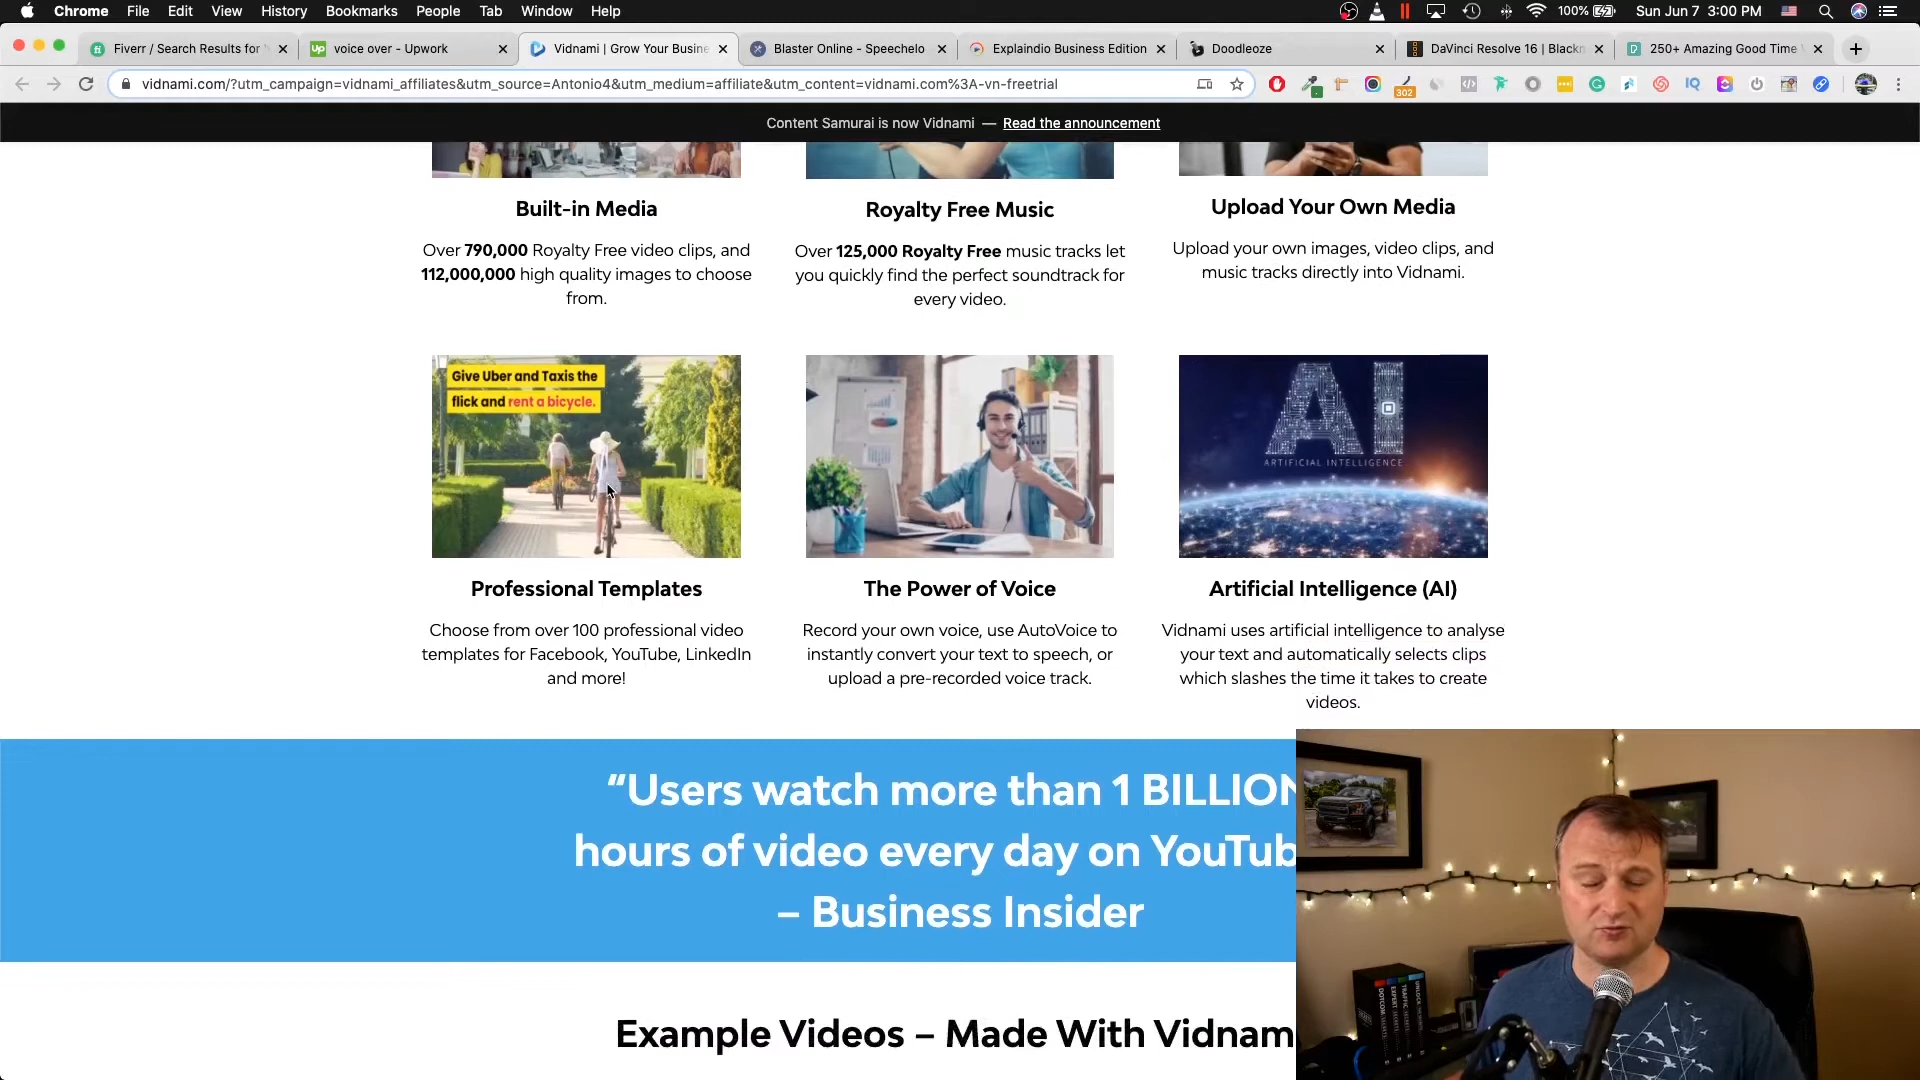 Chrome File Edit View History Bookmarks People Tab Window Help
100% Sun Jun 7 3:00 PM
Fiverr / Search Results for
voice over - Upwork
Vidnami | Grow Your Busine
Blaster Online - Speechelo
Explaindio Business Edition
Doodleoze
DaVinci Resolve 16 | Blackm
250+ Amazing Good Time
vidnami.com/?utm_campaign=vidnami_affiliates&utm_source=Antonio4&utm_medium=affiliate&utm_content=vidnami.com%3A-vn-freetrial
302
IQ
Content Samurai is now Vidnami — Read the announcement
Built-in Media
Over 790,000 Royalty Free video clips, and
112,000,000 high quality images to choose
from.
Royalty Free Music
Over 125,000 Royalty Free music tracks let
you quickly find the perfect soundtrack for
every video.
Upload Your Own Media
Upload your own images, video clips, and
music tracks directly into Vidnami.
Give Uber and Taxis the
flick and rent a bicycle.
AI
ARTIFICIAL INTELLIGENCE
Professional Templates
Choose from over 100 professional video
templates for Facebook, YouTube, LinkedIn
and more!
The Power of Voice
Record your own voice, use AutoVoice to
instantly convert your text to speech, or
upload a pre-recorded voice track.
Artificial Intelligence (AI)
Vidnami uses artificial intelligence to analyse
your text and automatically selects clips
which slashes the time it takes to create
videos.
“Users watch more than 1 BILLION
hours of video every day on YouTub
– Business Insider
Example Videos – Made With Vidnam
DOTCOM SECRETS
EXPERT SECRETS
TRAFFIC SECRETS
UNLOCK